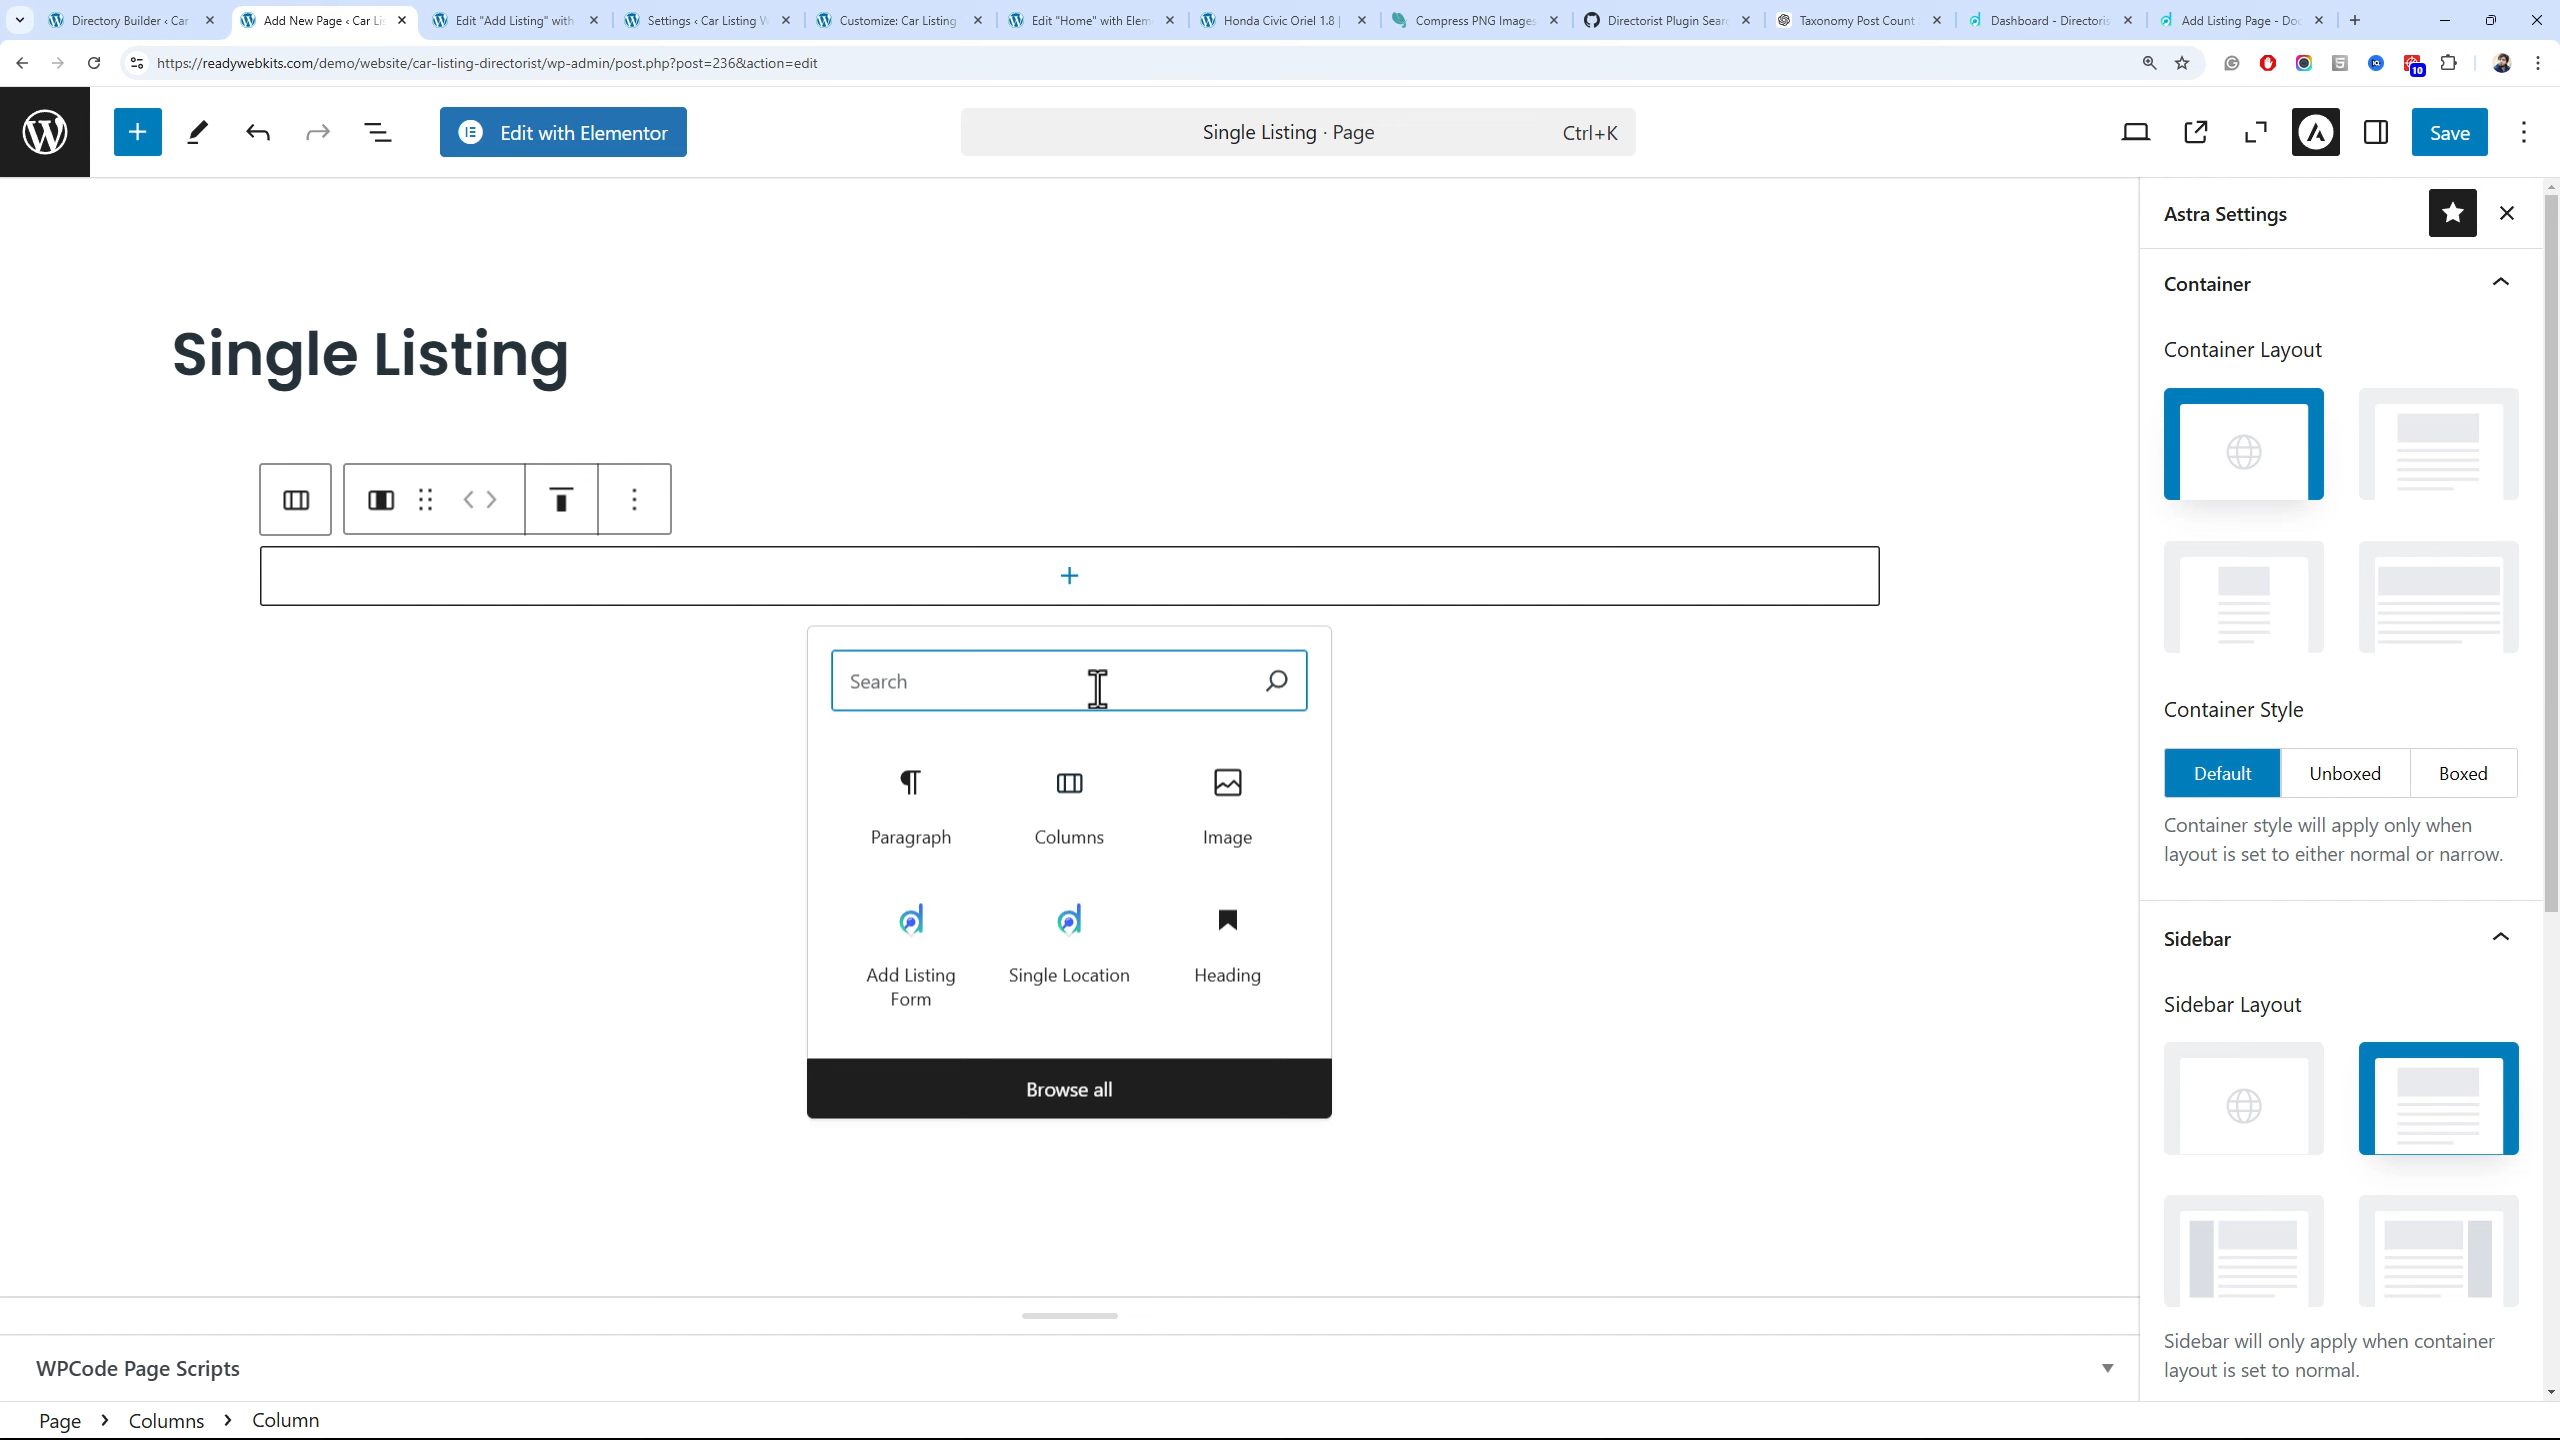 Directory Builder ‹ Car
Add New Page ‹ Car Li
Edit "Add Listing" with
Settings ‹ Car Listing W
Customize: Car Listing
Edit "Home" with Elem
Honda Civic Oriel 1.8 |
Compress PNG Images
Directorist Plugin Sear
Taxonomy Post Count
Dashboard - Directoris
Add Listing Page - Doc
https://readywebkits.com/demo/website/car-listing-directorist/wp-admin/post.php?post=236&action=edit
10
Edit with Elementor
Single Listing · Page
Ctrl+K
Save
Single Listing
Search
Paragraph
Columns
Image
Add Listing
Form
Single Location
Heading
Browse all
Astra Settings
Container
Container Layout
Container Style
Default
Unboxed
Boxed
Container style will apply only when
layout is set to either normal or narrow.
Sidebar
Sidebar Layout
Sidebar will only apply when container
layout is set to normal.
WPCode Page Scripts
Page › Columns › Column